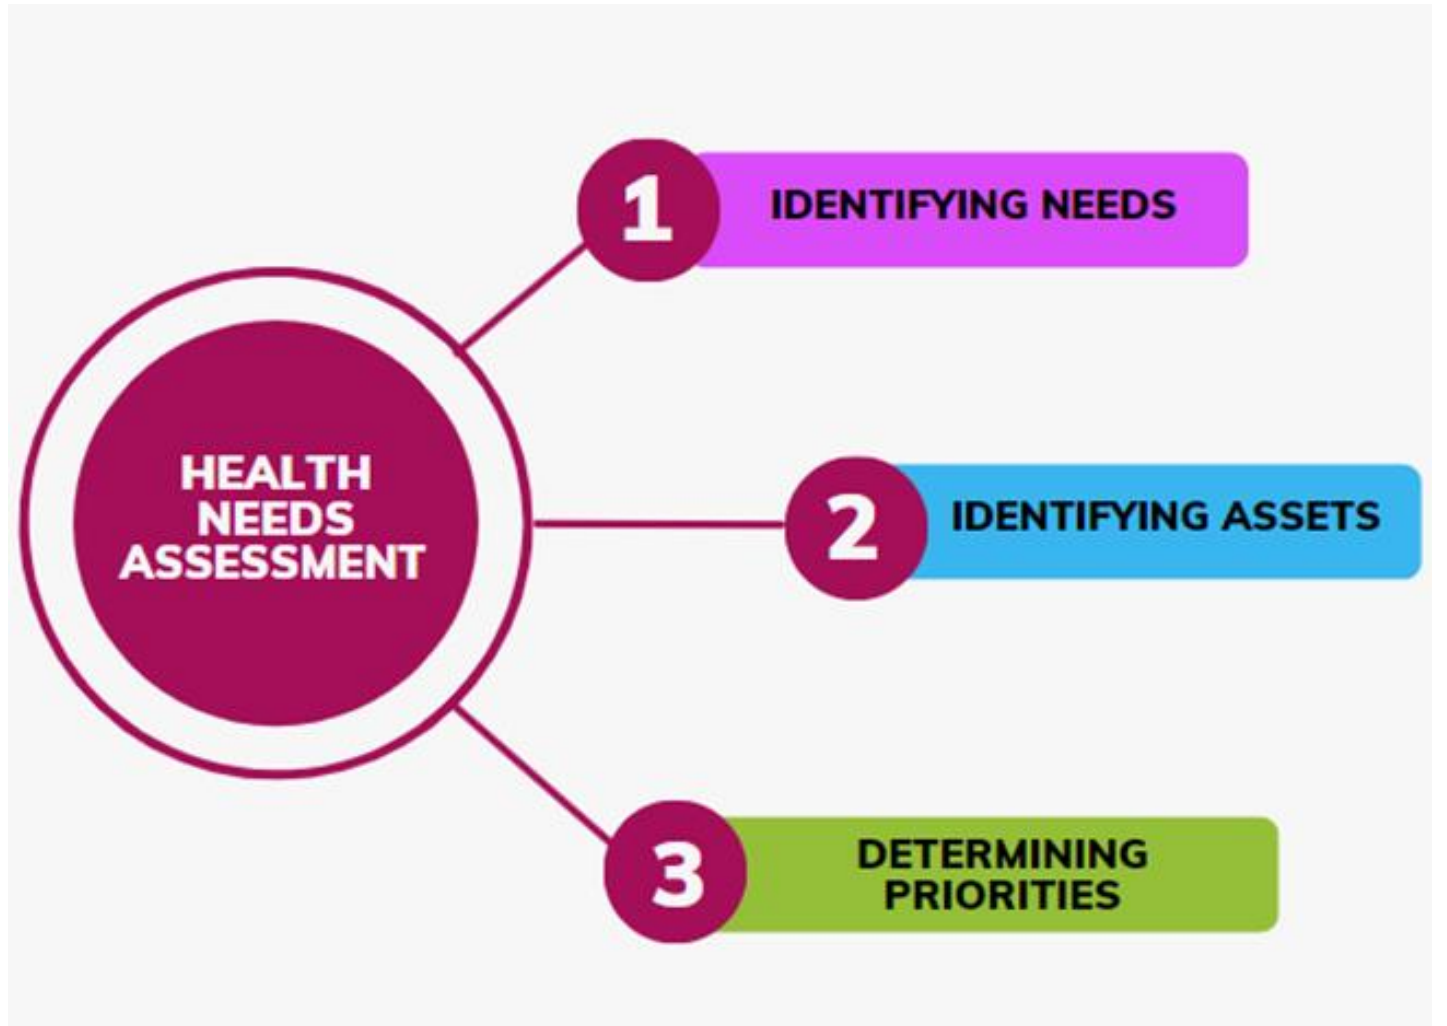 HEALTH
NEEDS
ASSESSMENT
1
IDENTIFYING NEEDS
2
IDENTIFYING ASSETS
3
DETERMINING
PRIORITIES